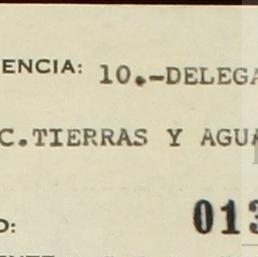 ENCIA: 10.-DELEGA
C.TIERRAS Y AGUA
O: 013